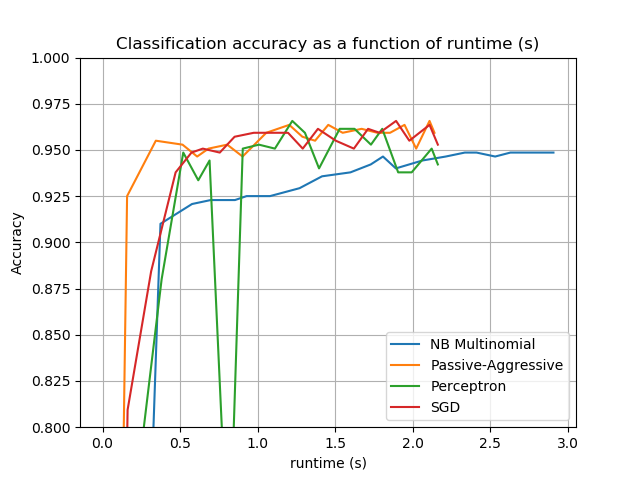 Classification accuracy as a function of runtime (s)
1.000
0.975
0.950
0.925
0.900
0.875
0.850
0.825
0.800
Accuracy
NB Multinomial
Passive-Aggressive
Perceptron
SGD
0.0 0.5 1.0 1.5 2.0 2.5 3.0
runtime (s)